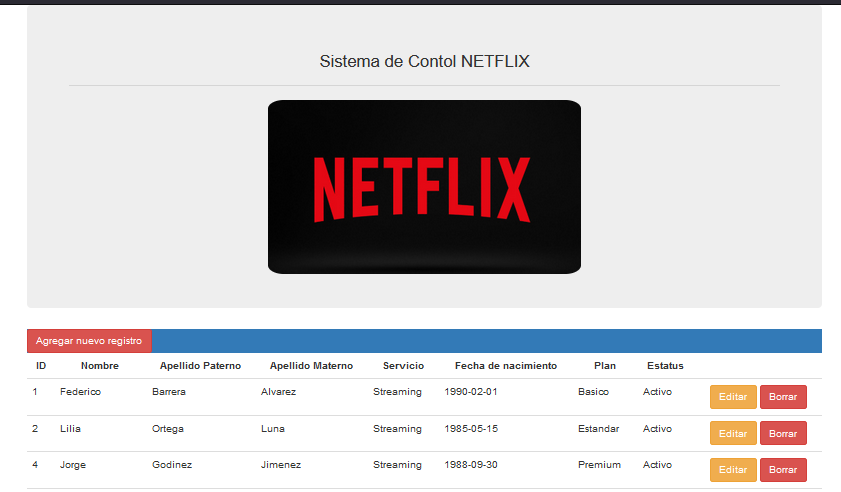 Sistema de Contol NETFLIX
NETFLIX
Agregar nuevo registro
ID Nombre Apellido Paterno Apellido Materno Servicio Fecha de nacimiento Plan Estatus
1 Federico Barrera Alvarez Streaming 1990-02-01 Basico Activo Editar Borrar
2 Lilia Ortega Luna Streaming 1985-05-15 Estandar Activo Editar Borrar
4 Jorge Godinez Jimenez Streaming 1988-09-30 Premium Activo Editar Borrar